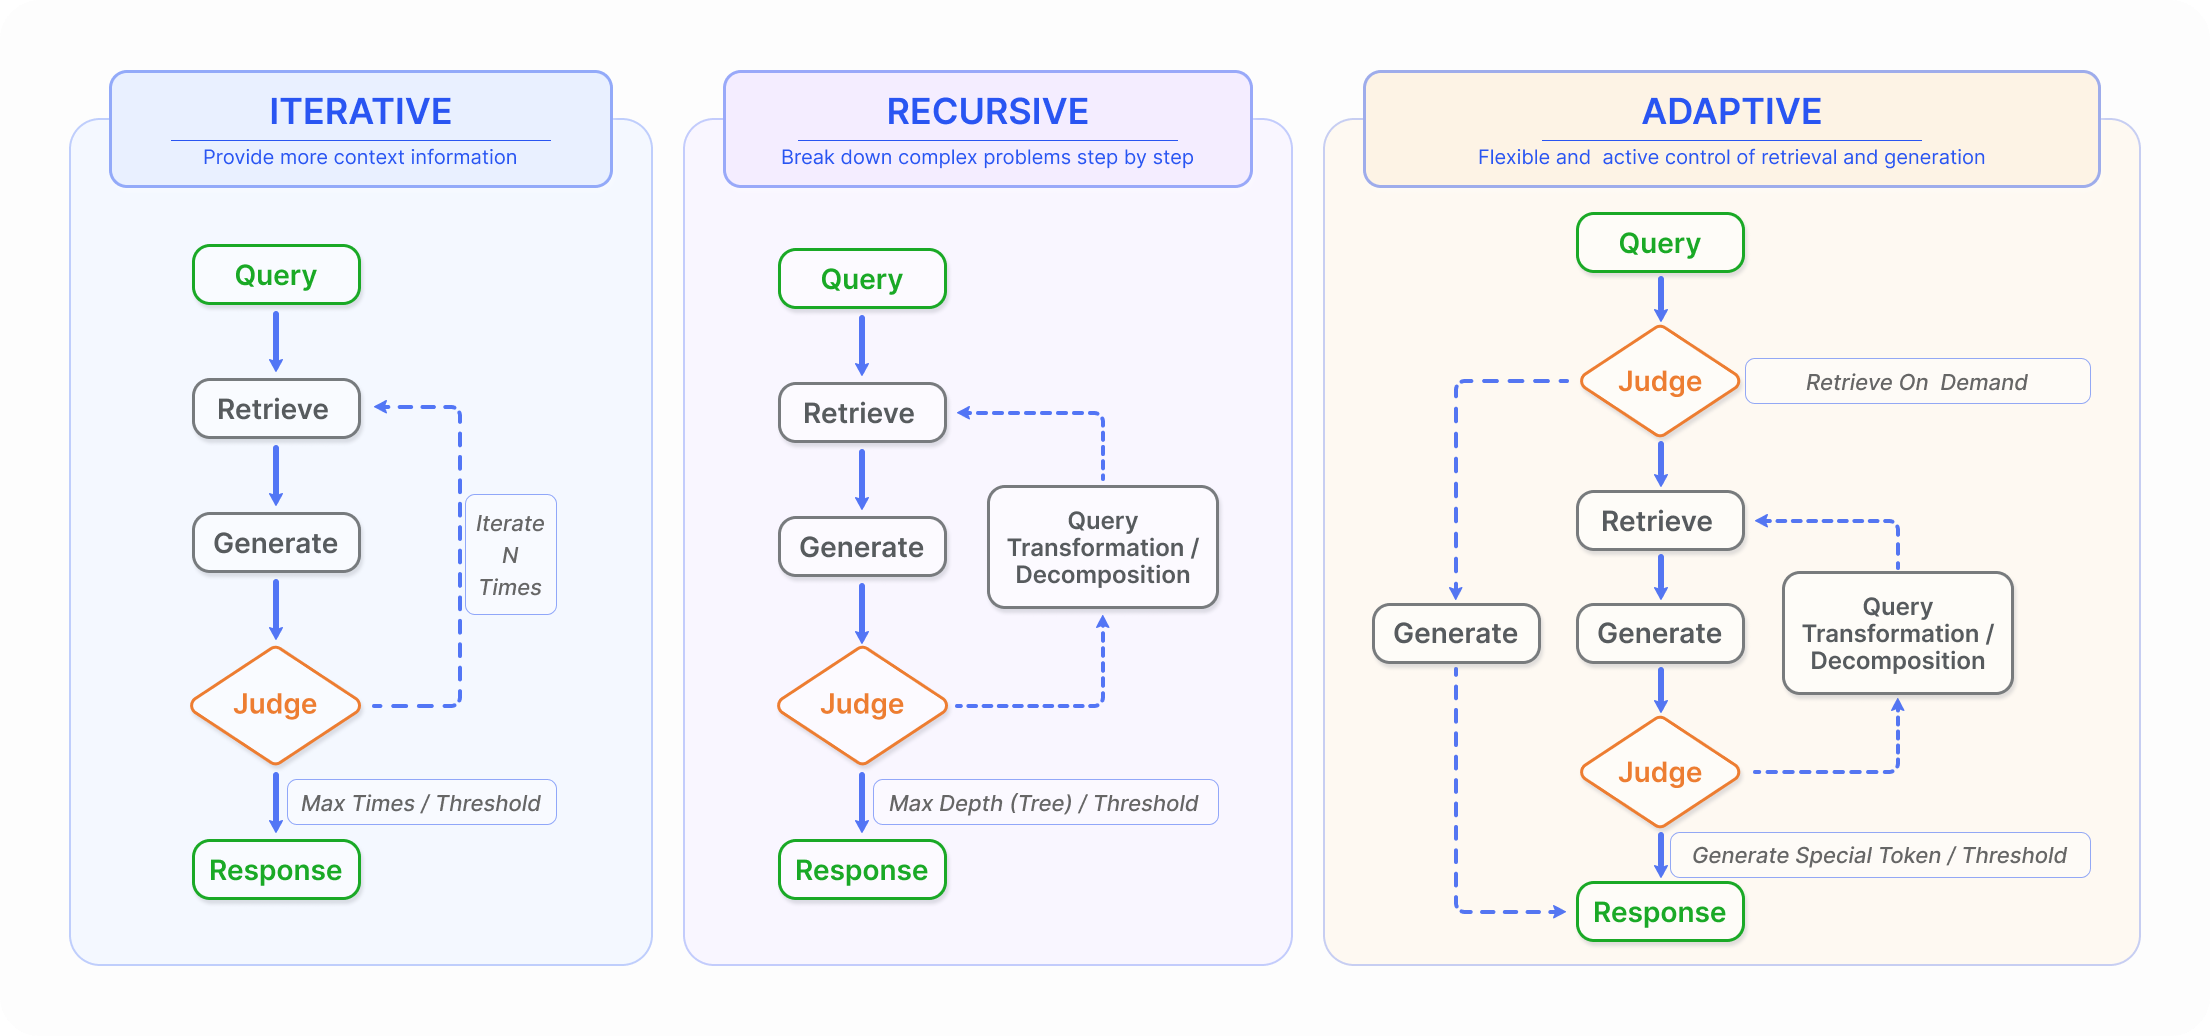 ITERATIVE
Provide more context information
Query
Retrieve
Generate
Iterate
N
Times
Judge
Max Times / Threshold
Response
RECURSIVE
Break down complex problems step by step
Query
Retrieve
Generate
Query
Transformation /
Decomposition
Judge
Max Depth (Tree) / Threshold
Response
ADAPTIVE
Flexible and active control of retrieval and generation
Query
Judge
Retrieve On Demand
Retrieve
Generate
Generate
Query
Transformation /
Decomposition
Judge
Generate Special Token / Threshold
Response